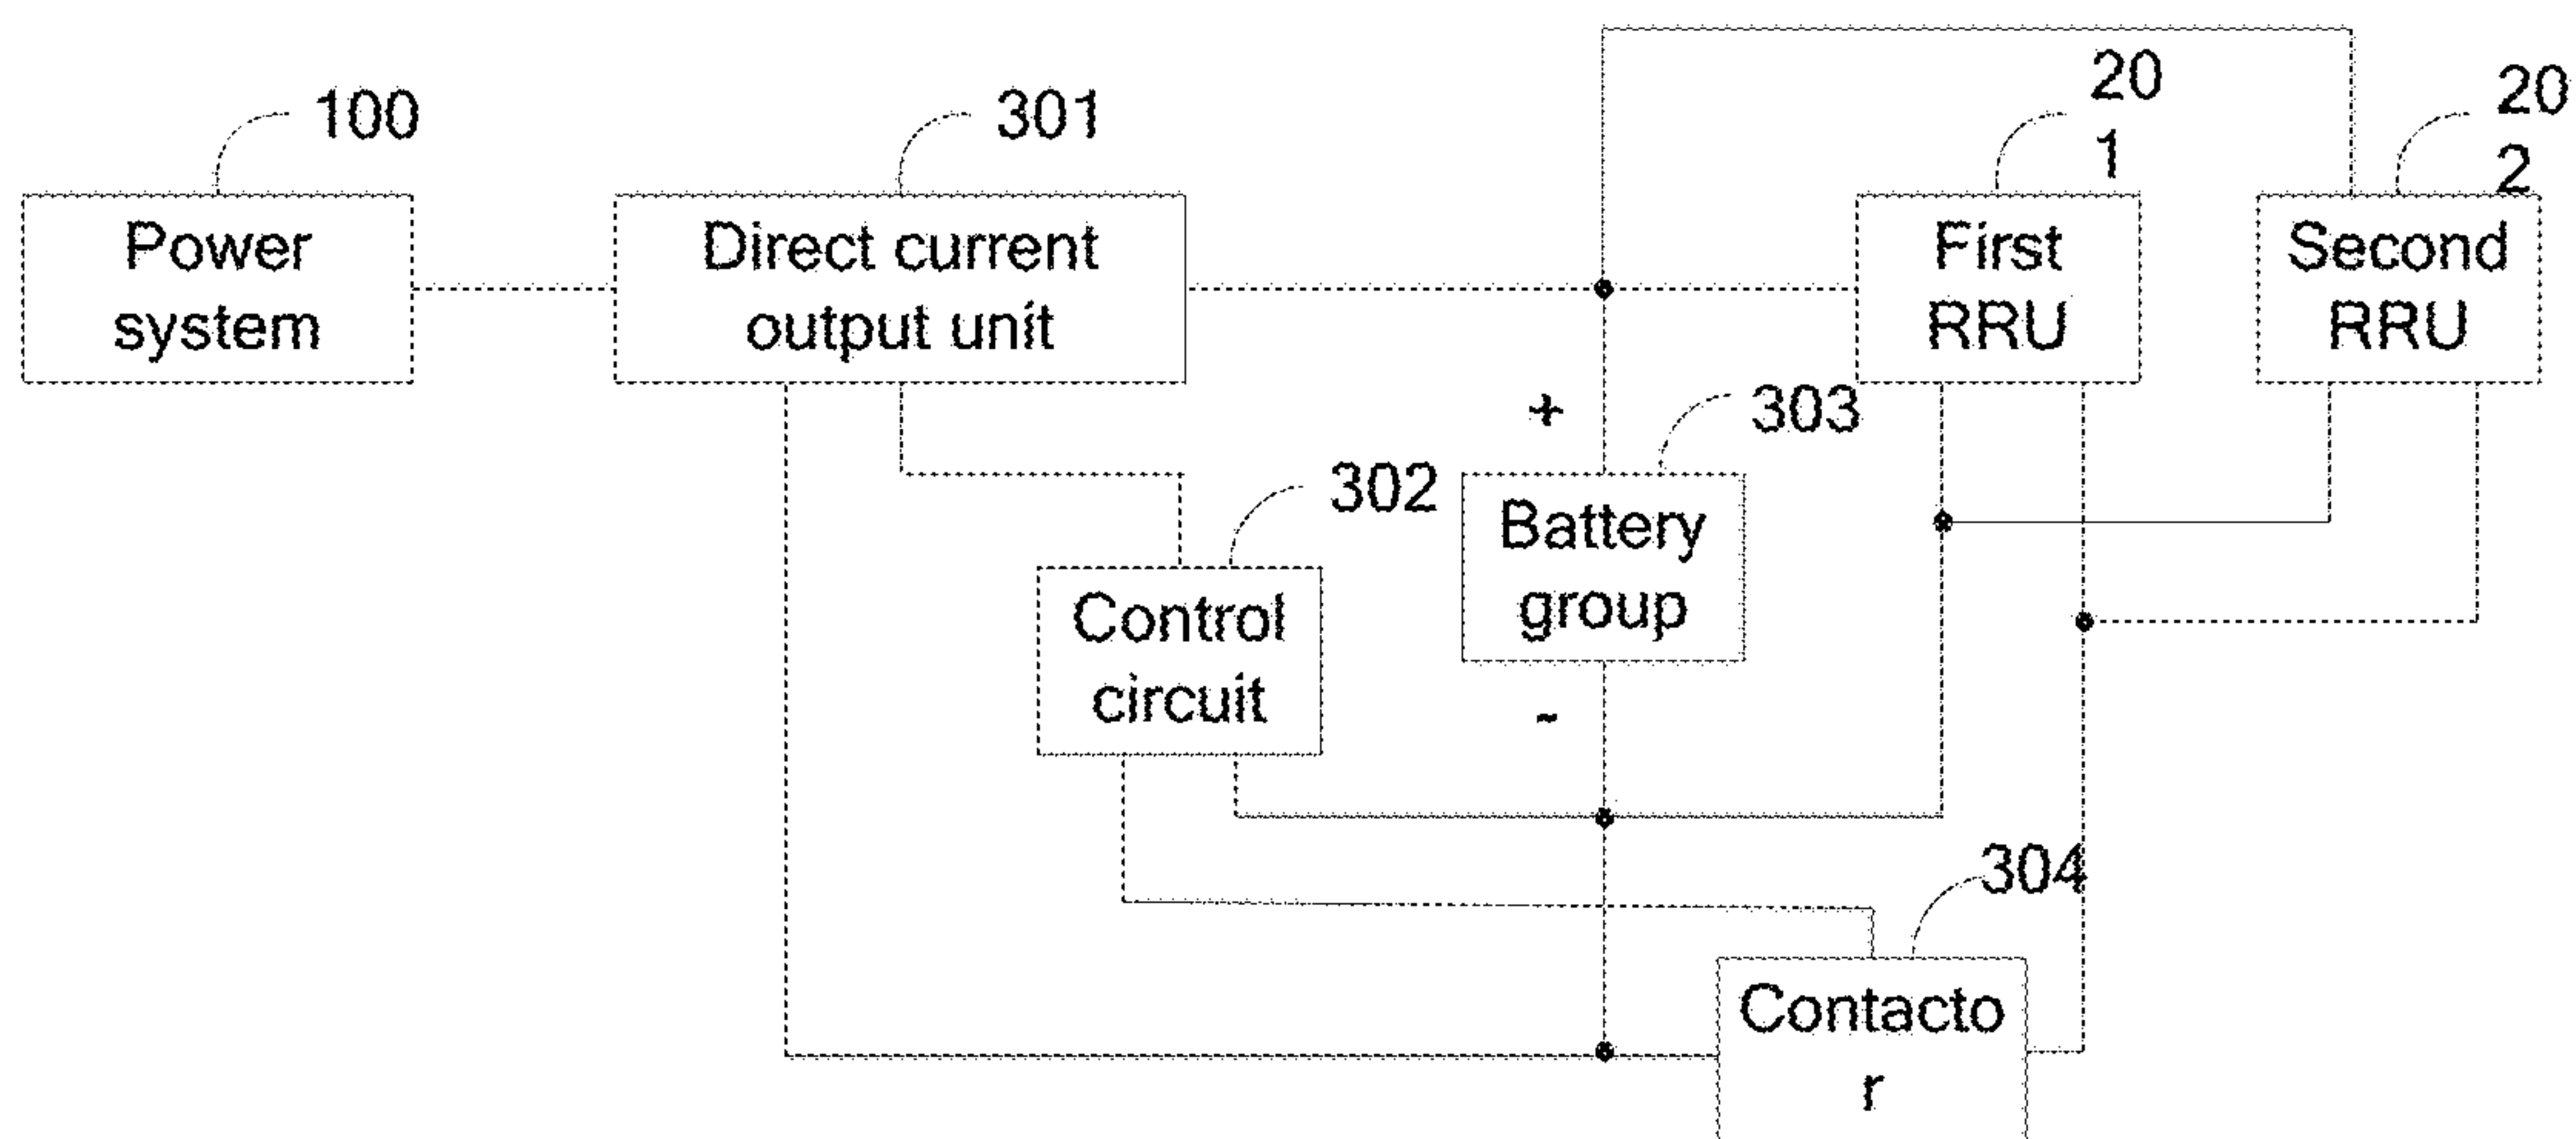 100
301
20
1
20
2
Power
system
Direct current
output unit
First
RRU
Second
RRU
+
303
302
Battery
group
Control
circuit
-
304
Contacto
r